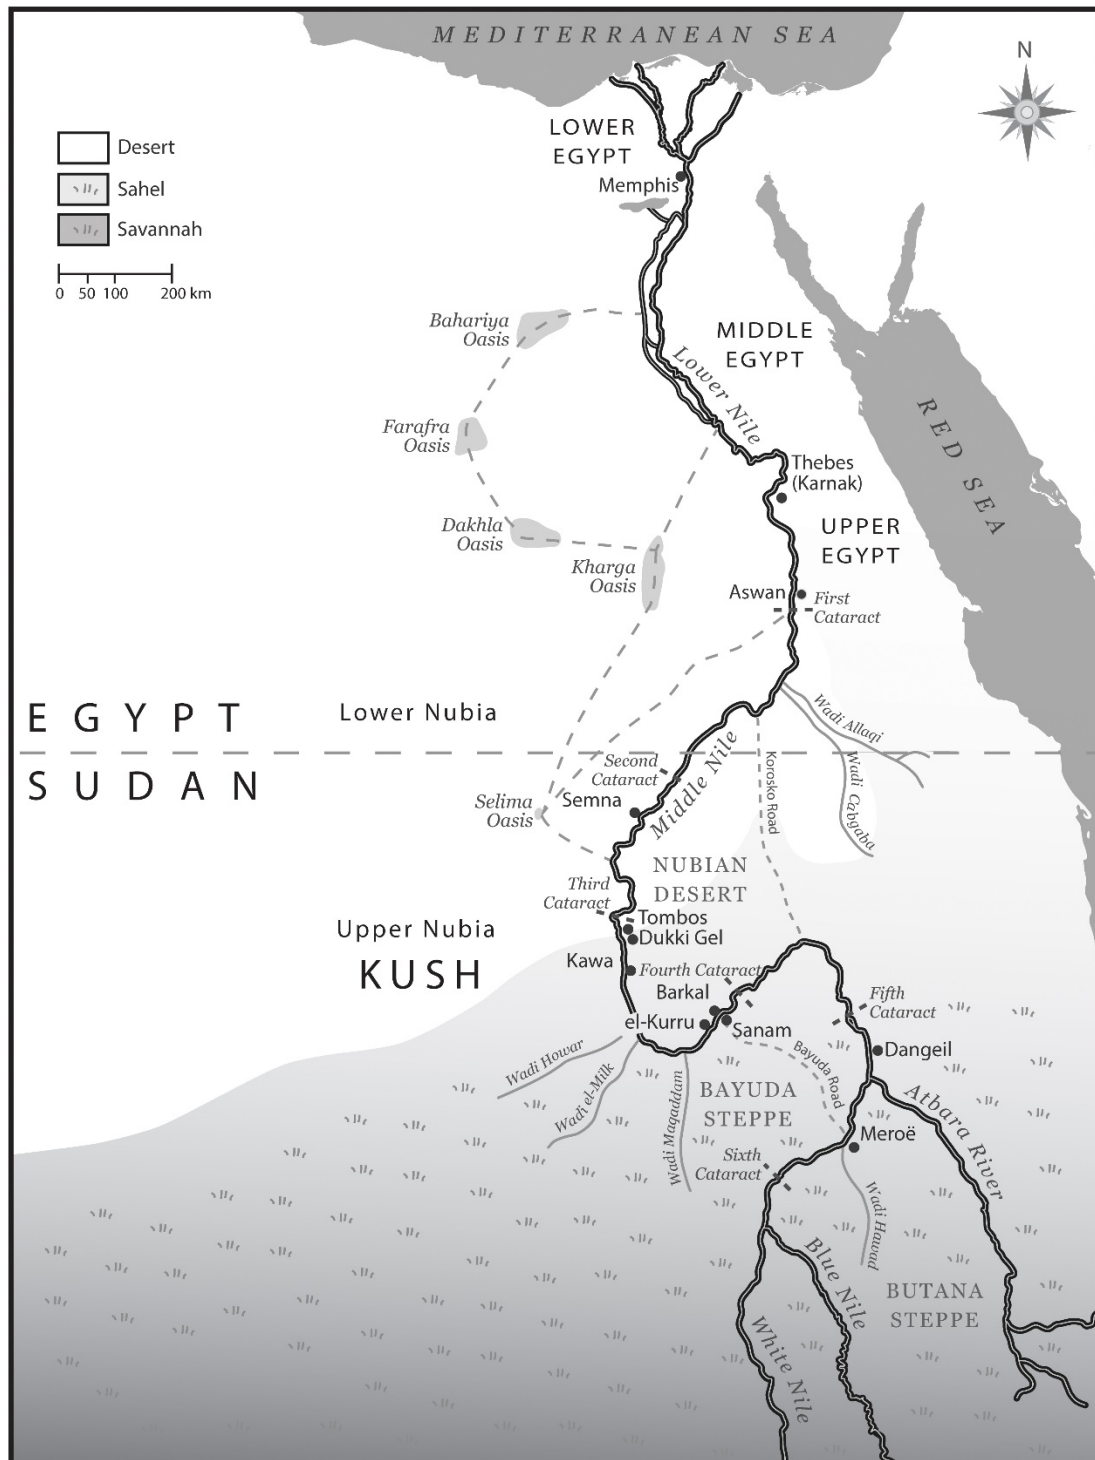 MEDITERRANEAN SEA
N
LOWER
EGYPT
Memphis
Desert
Sahel
Savannah
0 50 100 200 km
Bahariya
Oasis
MIDDLE
EGYPT
Lower Nile
Farafra
Oasis
RED SEA
Thebes
(Karnak)
Dakhla
Oasis
UPPER
EGYPT
Kharga
Oasis
Aswan
First
Cataract
EGYPT
Lower Nubia
Wadi Allaqi
SUDAN
Second
Cataract
Middle Nile
Korosko Road
Wadi Cabgaba
Selima
Oasis
Semna
NUBIAN
DESERT
Third
Cataract
Tombos
Dukki Gel
Upper Nubia
KUSH
Kawa
Fourth Cataract
Barkal
el-Kurru
Sanam
Fifth
Cataract
Dangeil
Wadi Howar
Wadi el-Milk
Wadi Maqaddam
BAYUDA
STEPPE
Bayuda Road
Atbara River
Meroë
Sixth
Cataract
Wadi Hawad
Blue Nile
BUTANA
STEPPE
White Nile